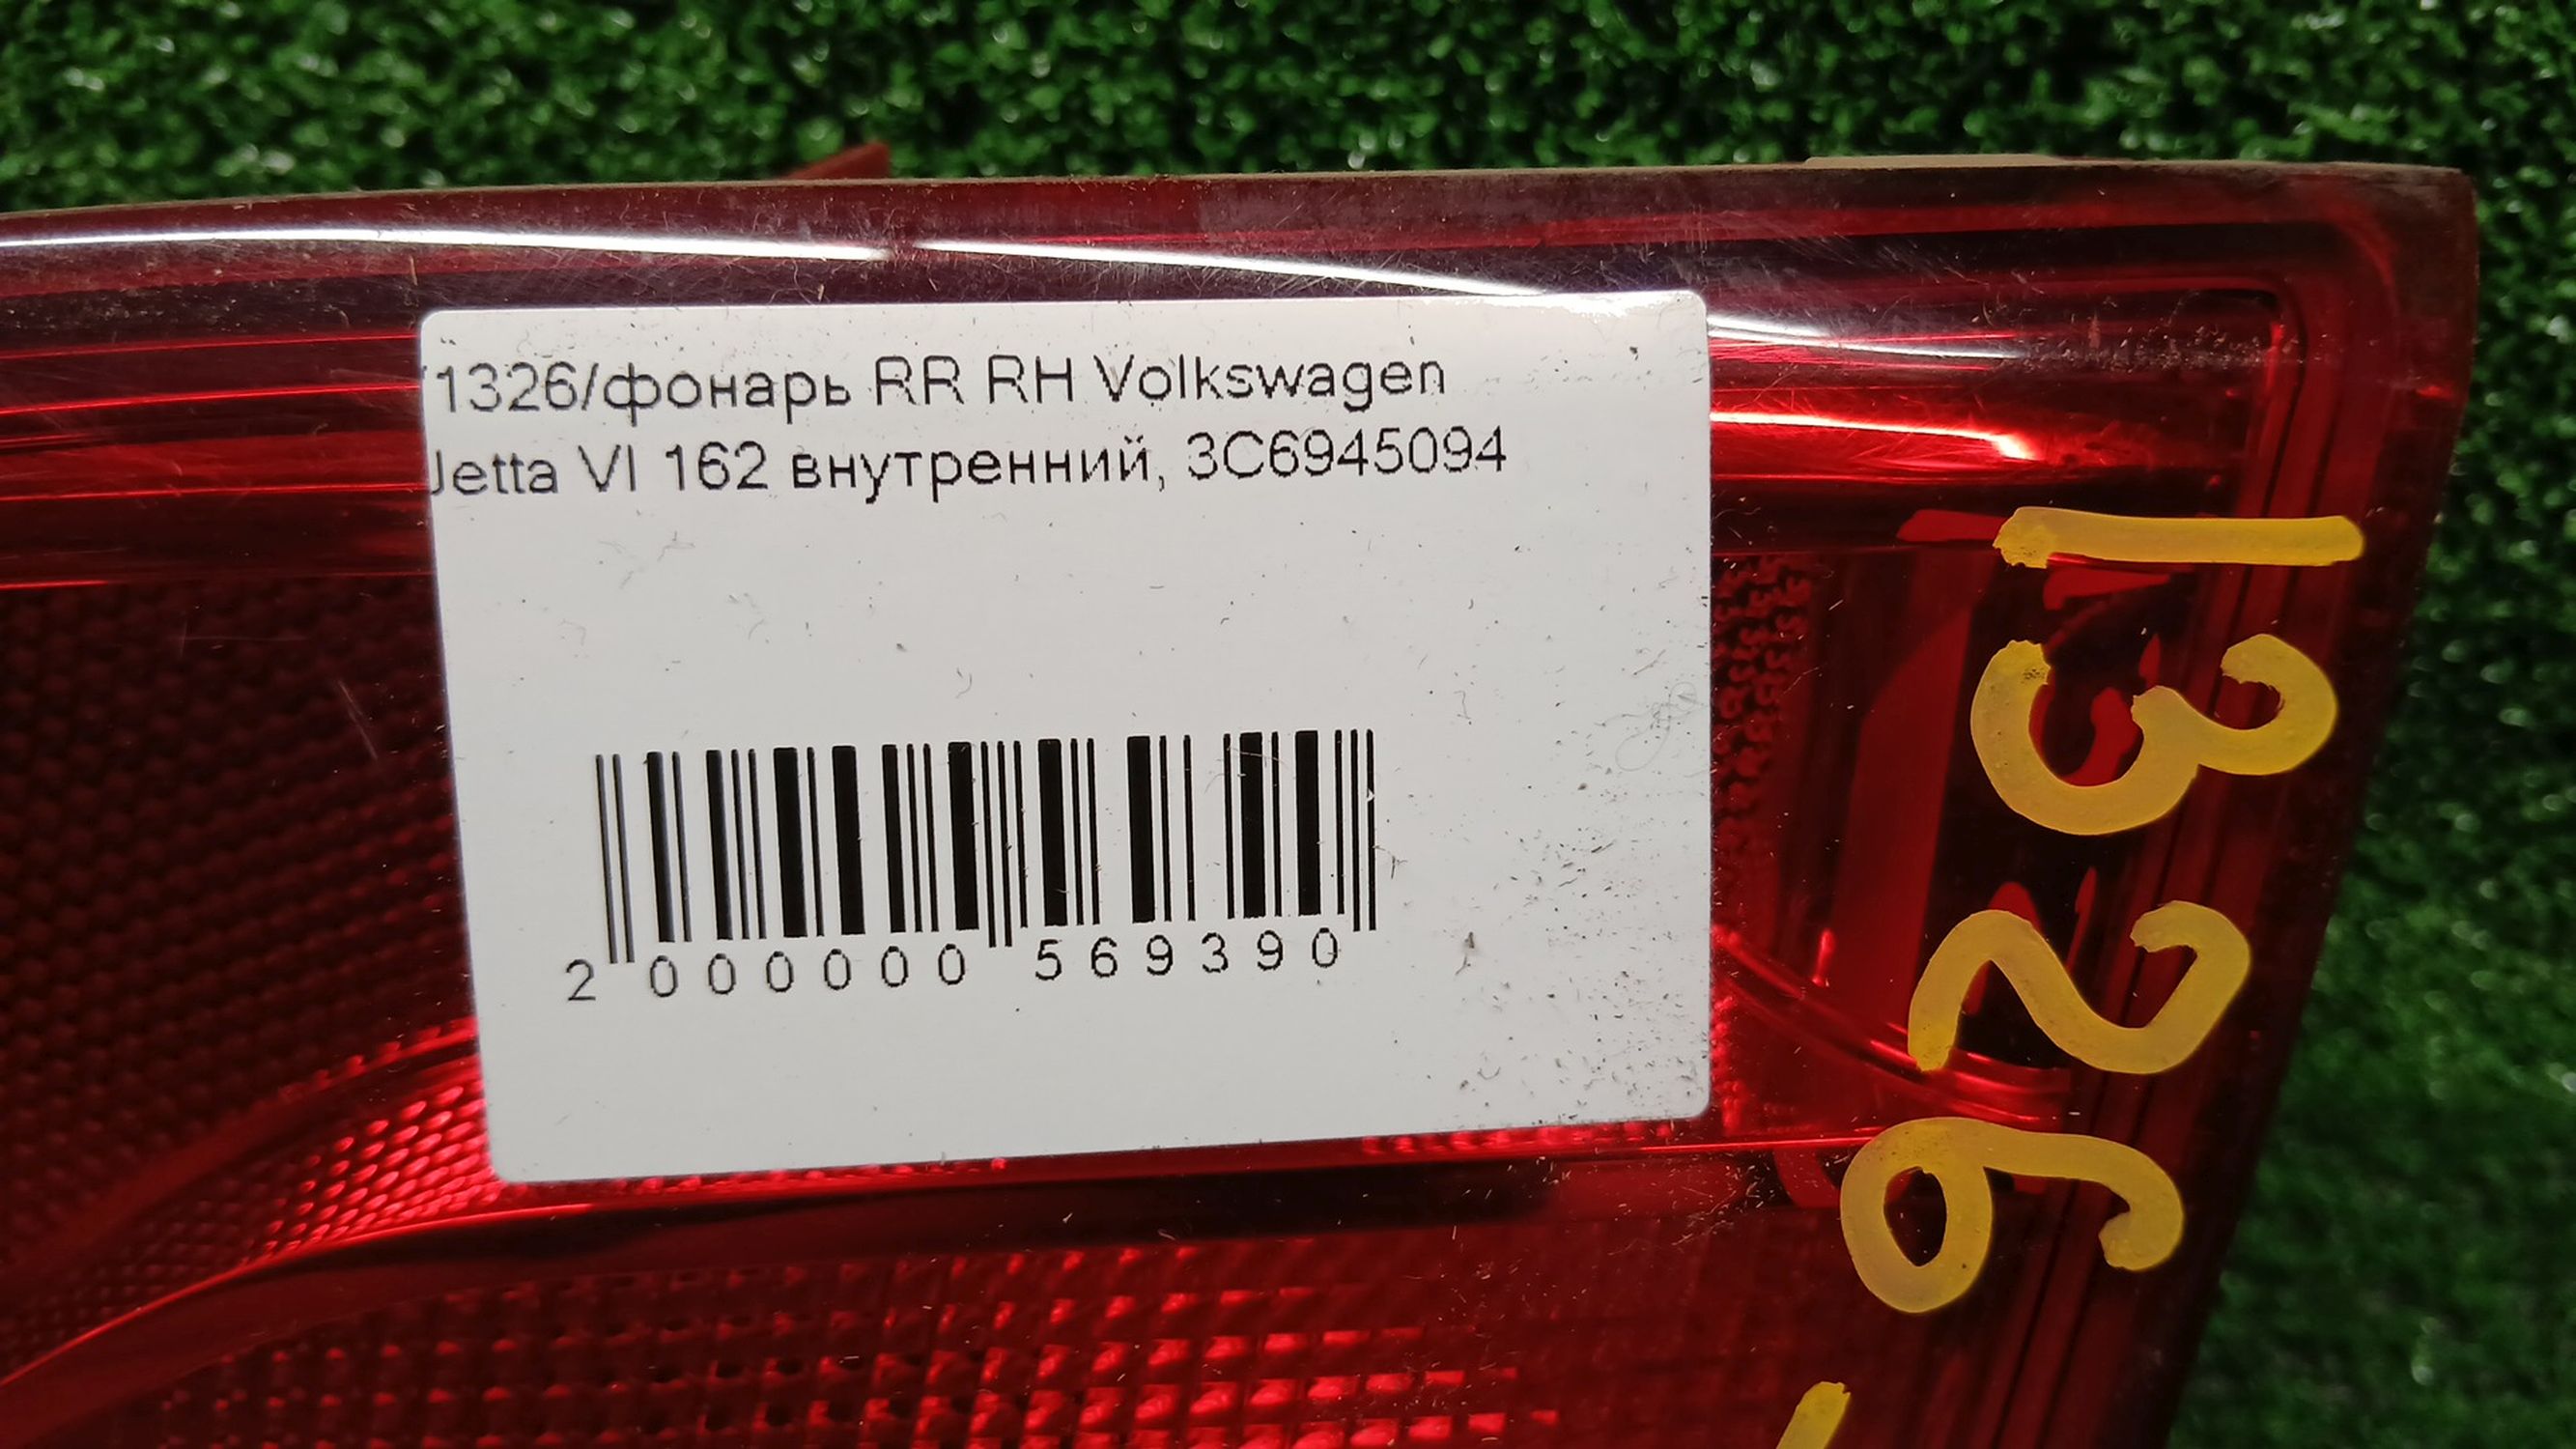 1326/фонарь RR RH Volkswagen
Jetta VI 162 внутренний, 3C6945094
2 000000 569390
1326